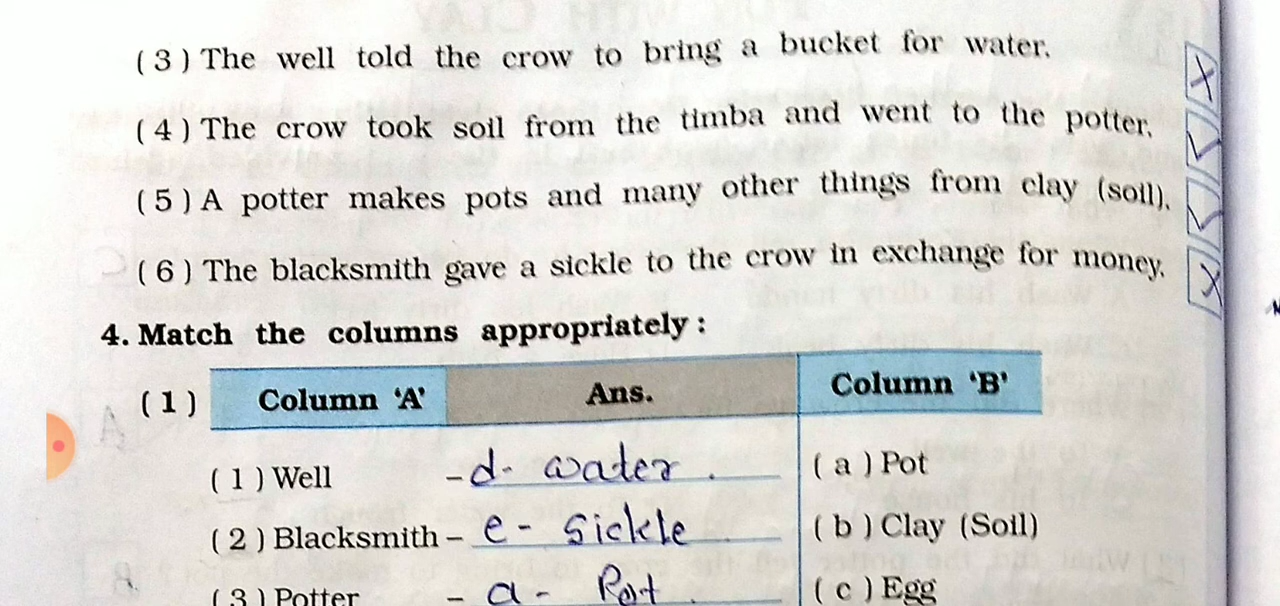 ( 3 ) The well told the crow to bring a bucket for water. ✗
( 4 ) The crow took soil from the timba and went to the potter. ✓
( 5 ) A potter makes pots and many other things from clay (soil). ✓
( 6 ) The blacksmith gave a sickle to the crow in exchange for money. ✗
4. Match the columns appropriately :
( 1 ) Column ‘A’ Ans. Column ‘B’
( 1 ) Well - d- water . ( a ) Pot
( 2 ) Blacksmith – e - Sickle ( b ) Clay (Soil)
( 3 ) Potter – a - Pot ( c ) Egg